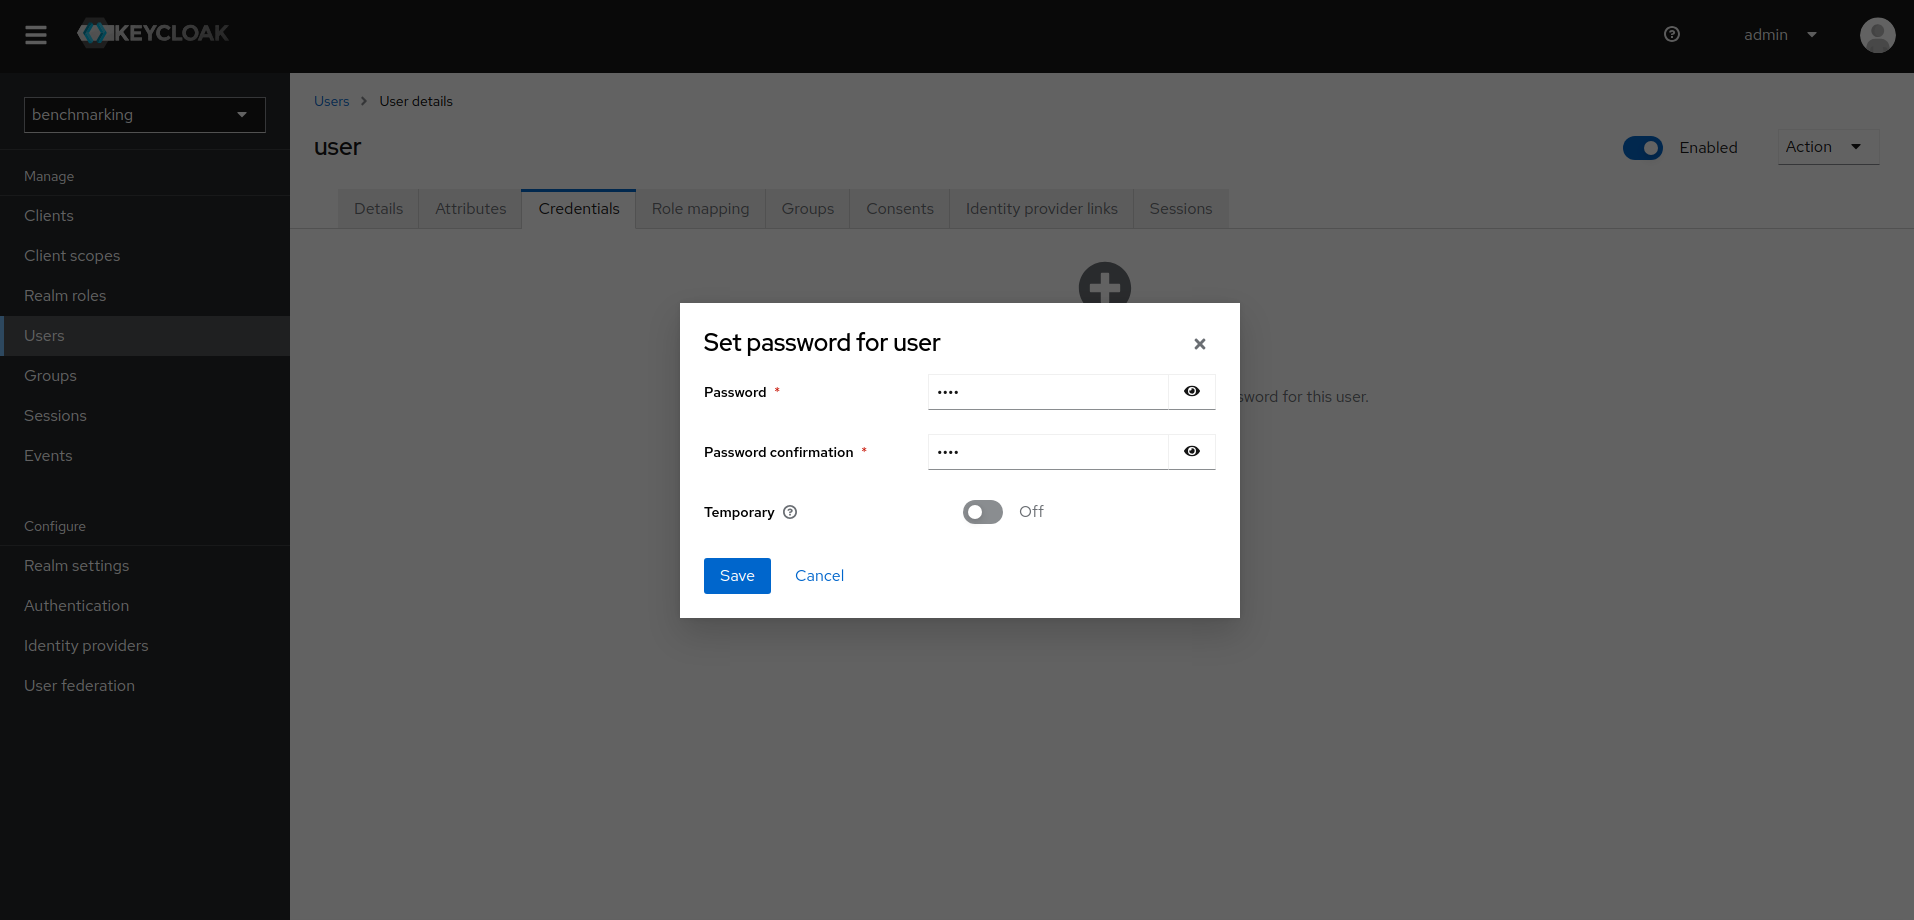 KEYCLOAK
admin
benchmarking
Manage
Clients
Client scopes
Realm roles
Users
Groups
Sessions
Events
Configure
Realm settings
Authentication
Identity providers
User federation
Users > User details
user
Enabled
Action
Details
Attributes
Credentials
Role mapping
Groups
Consents
Identity provider links
Sessions
for this user.
Set password for user
Password *
••••
Password confirmation *
••••
Temporary
Off
Save
Cancel